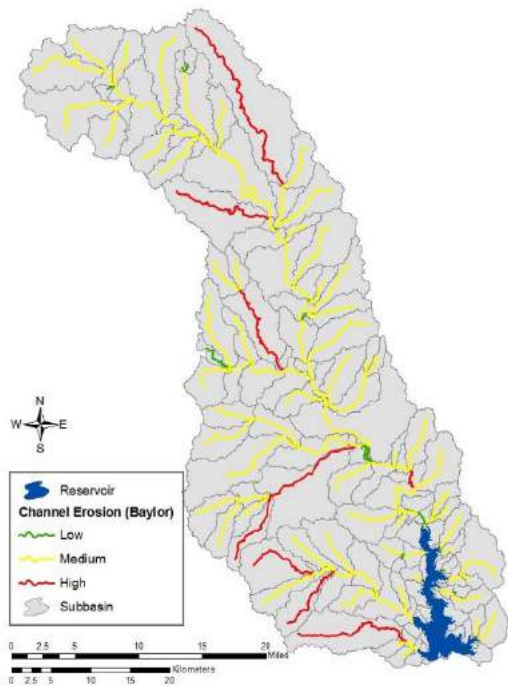 N
W E
S
Reservoir
Channel Erosion (Baylor)
Low
Medium
High
Subbasin
0 2.5 5 10 15 20
Miles
Kilometers
0 2.5 5 10 15 20